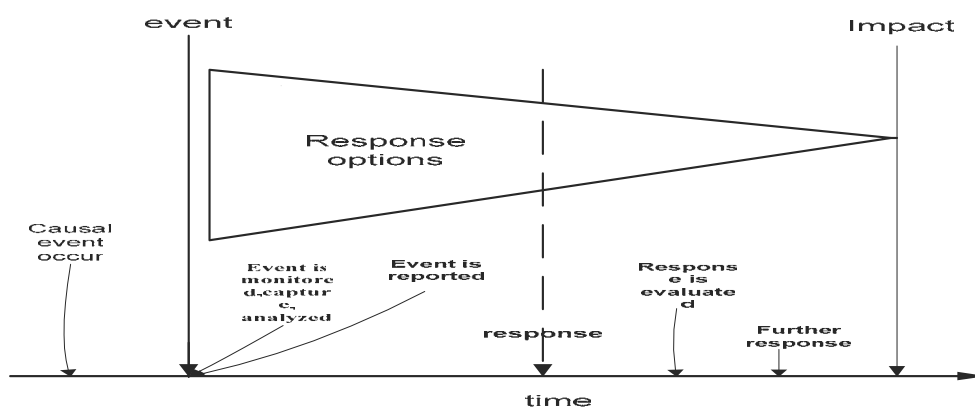 event
Impact
Response
options
Causal
event
occur
Event is
monitore
d,captur
e,
analyzed
Event is
reported
response
Respons
e is
evaluate
d
Further
response
time